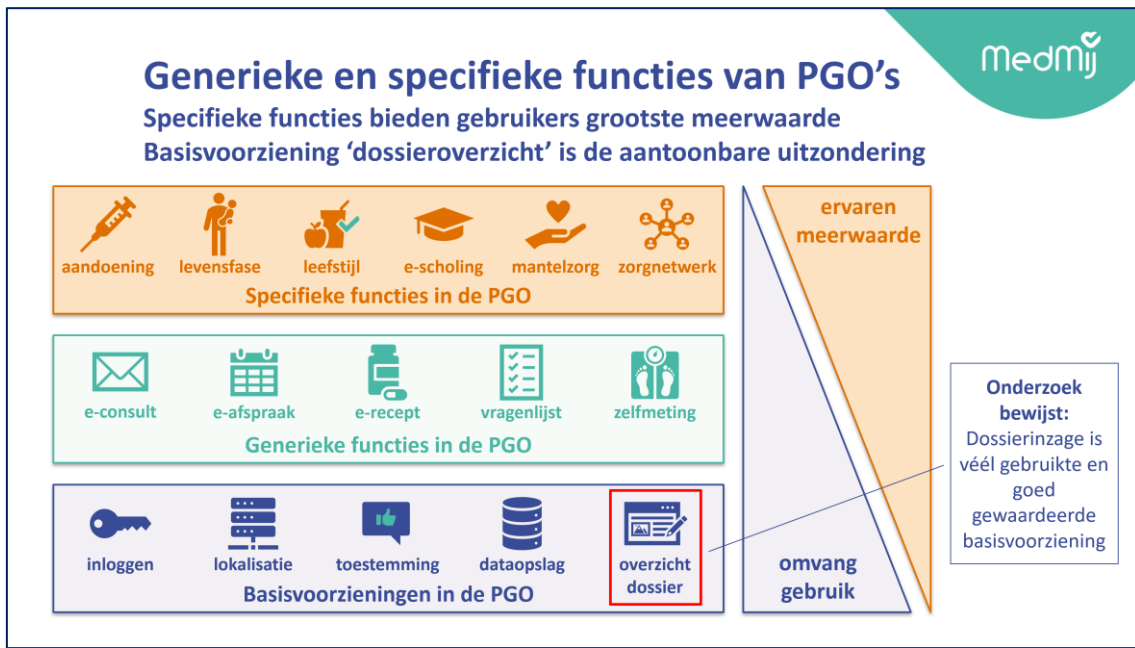 MedMij
Generieke en specifieke functies van PGO's
Specifieke functies bieden gebruikers grootste meerwaarde
Basisvoorziening ‘dossieroverzicht’ is de aantoonbare uitzondering
aandoening levensfase leefstijl e-scholing mantelzorg zorgnetwerk
Specifieke functies in de PGO
e-consult e-afspraak e-recept vragenlijst zelfmeting
Generieke functies in de PGO
inloggen lokalisatie toestemming dataopslag overzicht
dossier
Basisvoorzieningen in de PGO
ervaren
meerwaarde
omvang
gebruik
Onderzoek
bewijst:
Dossierinzage is
véél gebruikte en
goed
gewaardeerde
basisvoorziening